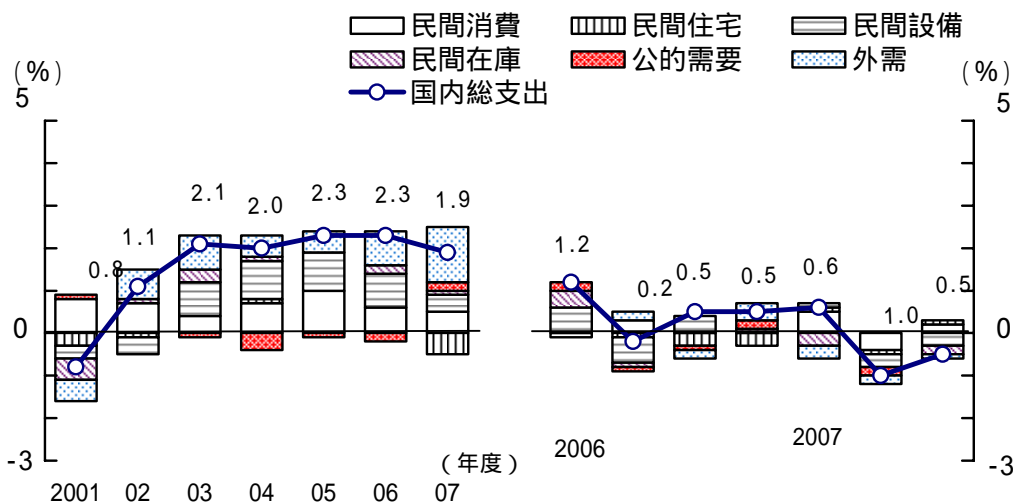 民間消費 民間住宅 民間設備
民間在庫 公的需要 外需
国内総支出
(%) (%)
5 5
2.1 2.0 2.3 2.3 1.9
1.1 1.2
0.8 0.2 0.5 0.5 0.6 1.0 0.5
0 0
2006 2007
-3 (年度) -3
2001 02 03 04 05 06 07